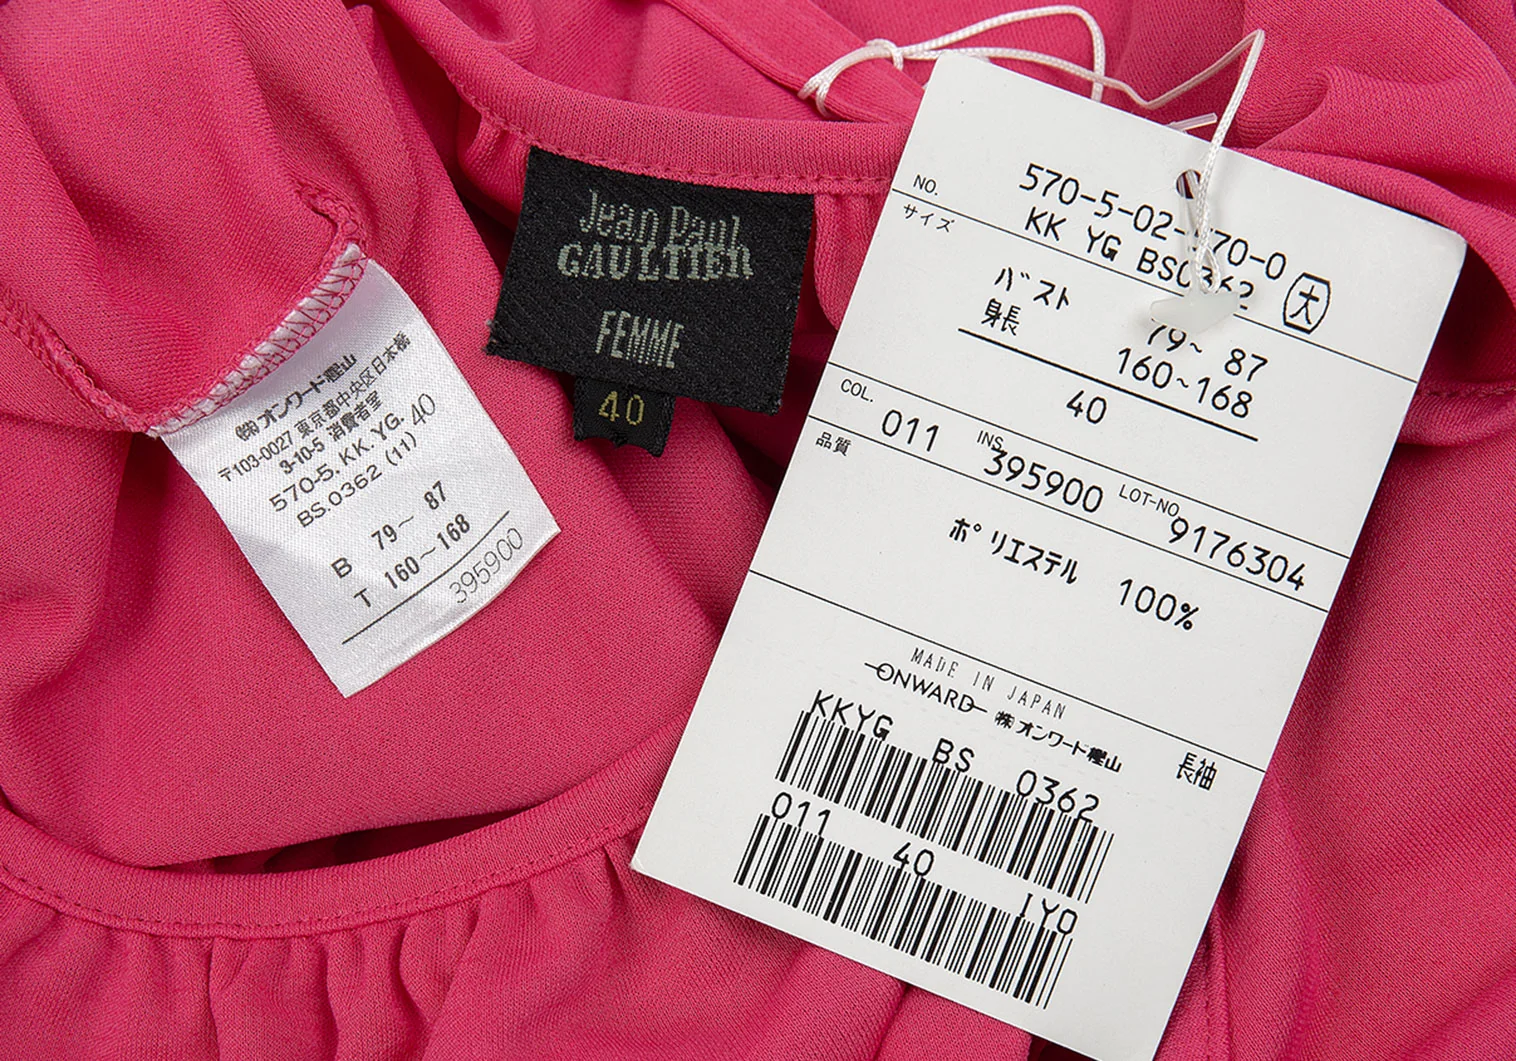 ㈱オンワード樫山
〒103-0027 東京都中央区日本橋
3-10-5 消費者室
570-5. KK.YG. 40
BS.0362 (11)
B 79～ 87
T 160～168
395900
Jean Paul
GAULTIER
FEMME
40
NO. 570-5-02-570-0
KK YG BS0362 大
サイズ
バスト 79~ 87
身長 160~168
40
COL. 011 INS 395900 LOT-NO. 9176304
品質
ポリエステル 100%
MADE IN JAPAN
ONWARD ㈱オンワード樫山 長袖
KKYG BS 0362
011 40 IYO